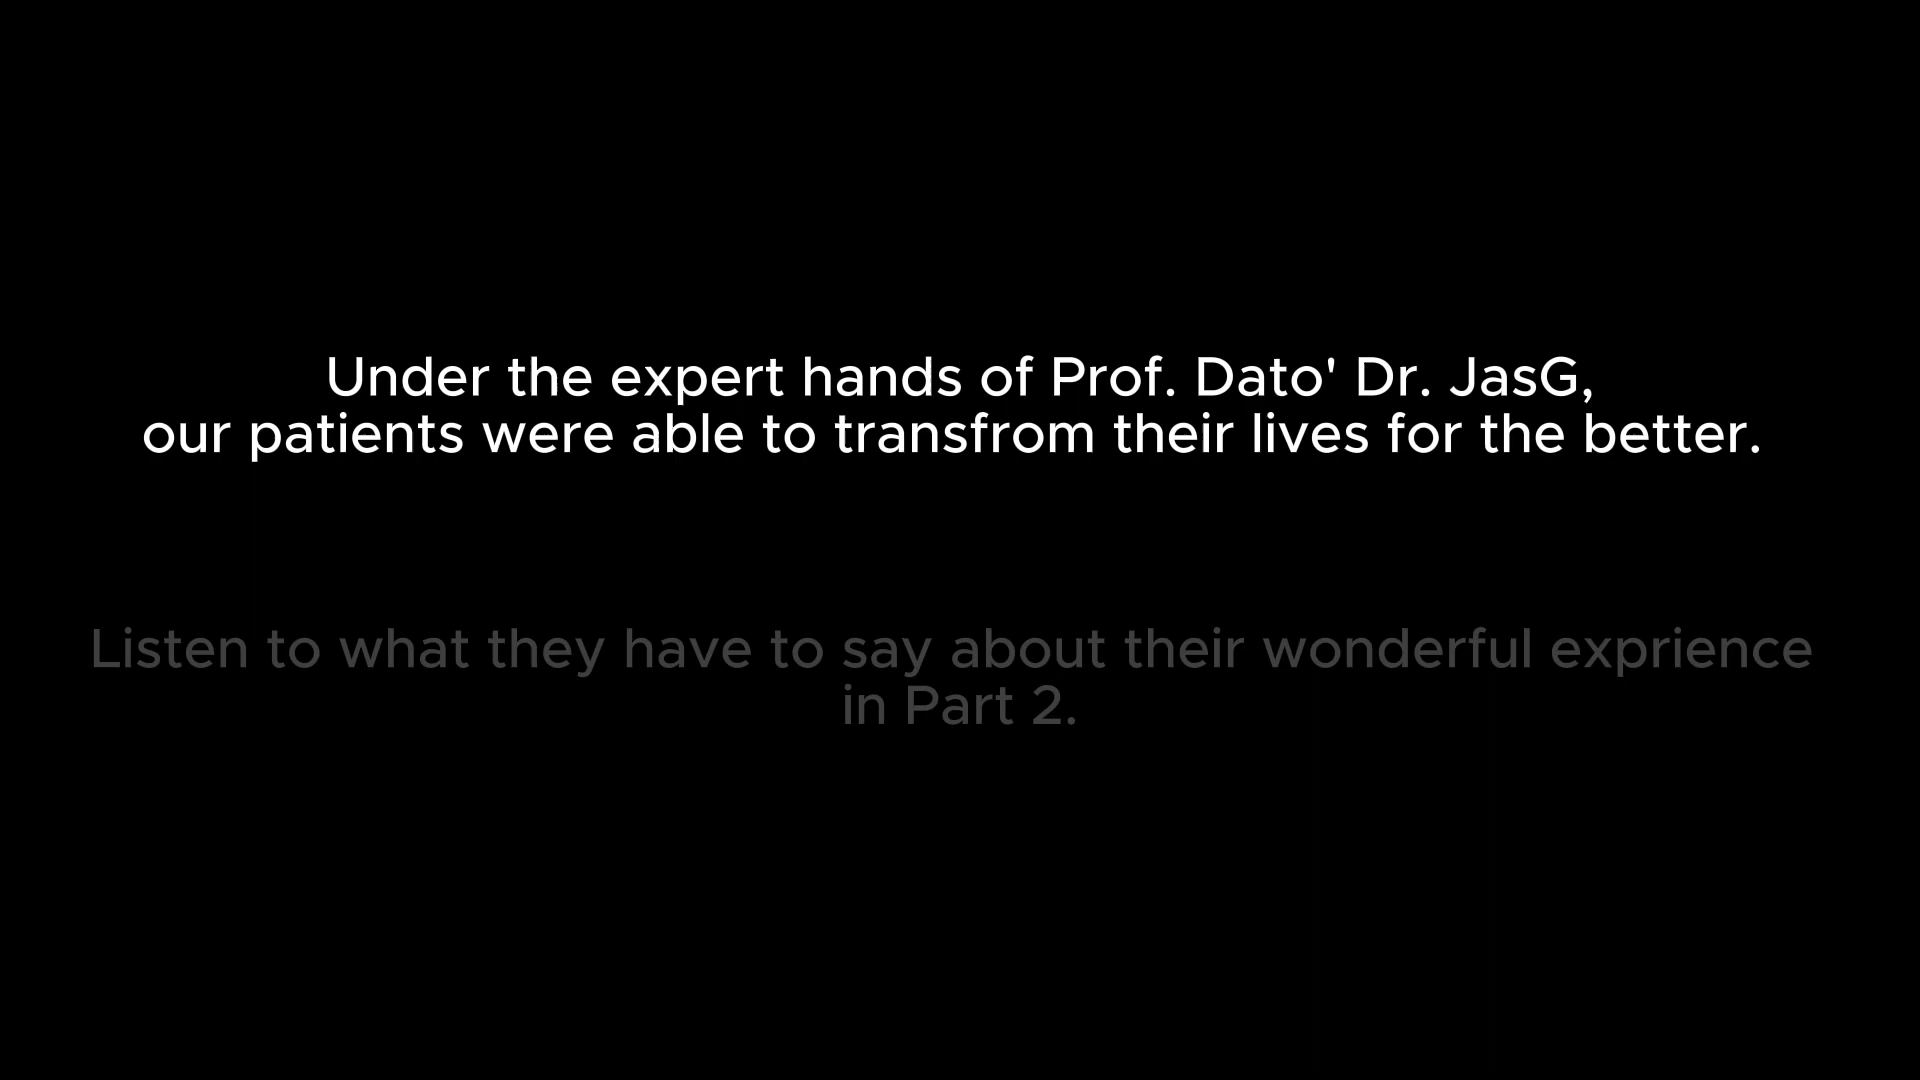 Under the expert hands of Prof. Dato' Dr. JasG,
our patients were able to transfrom their lives for the better.
Listen to what they have to say about their wonderful exprience
in Part 2.